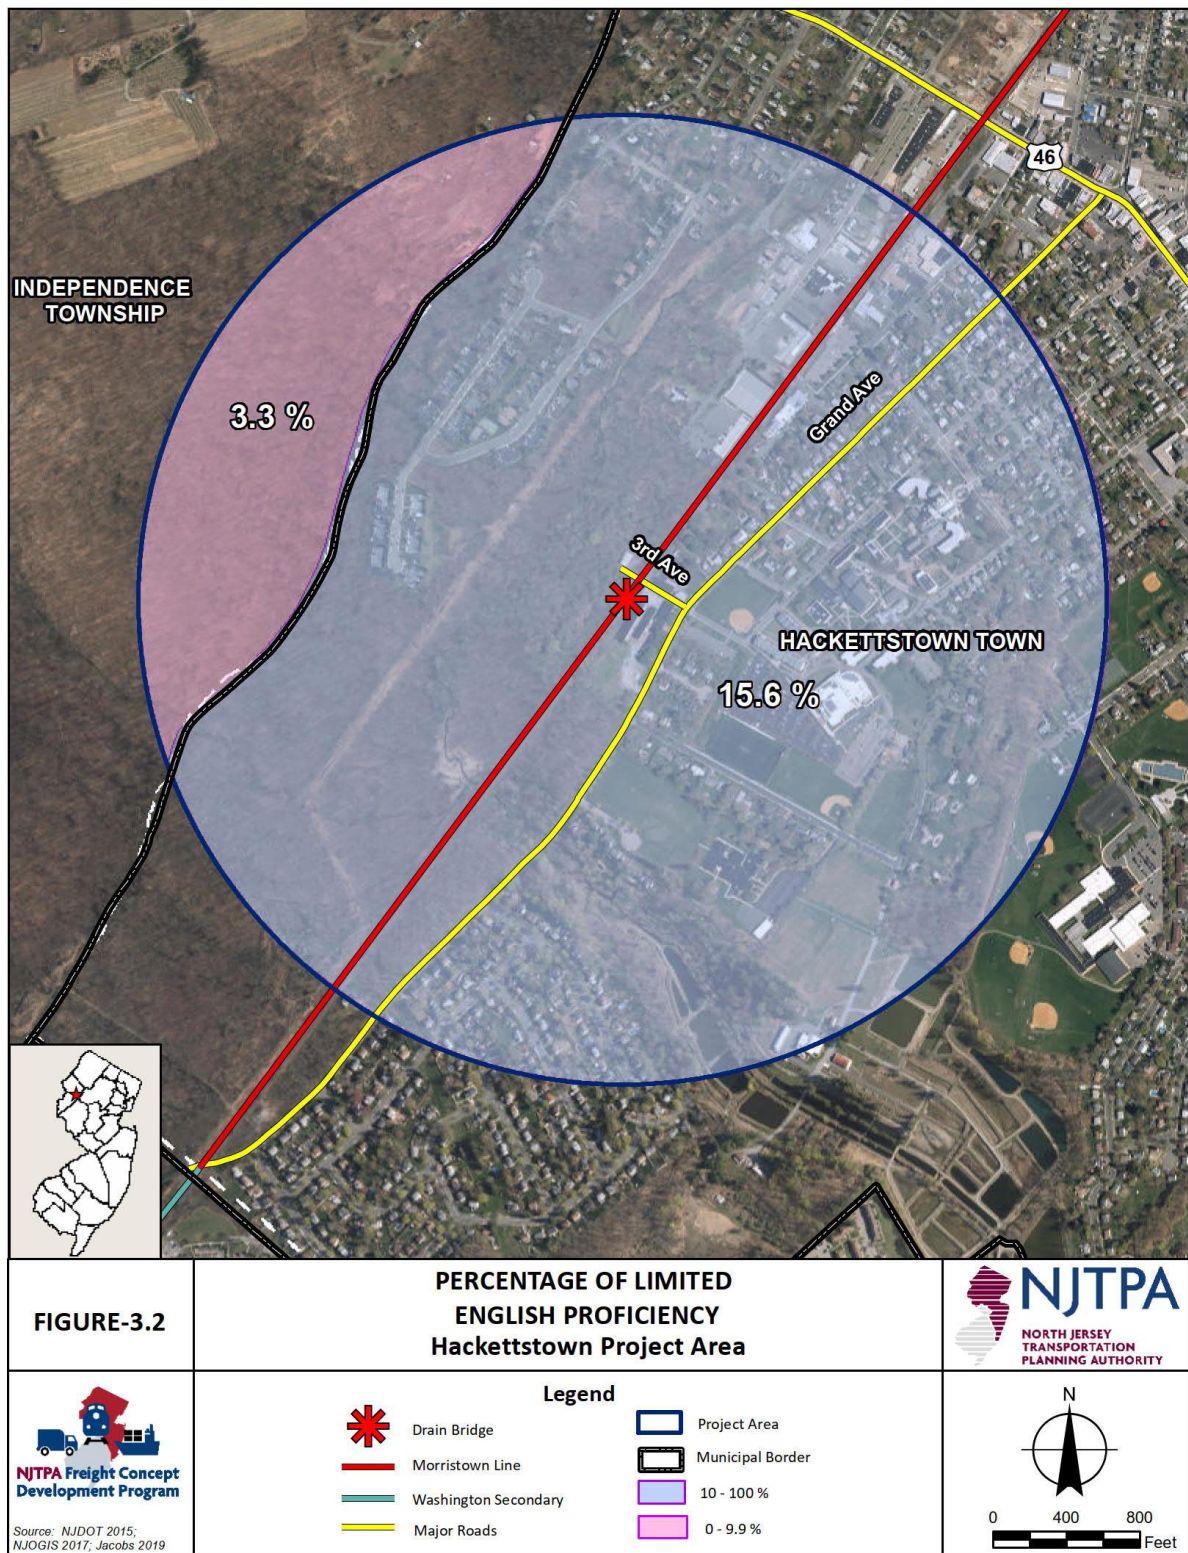 46
INDEPENDENCE
TOWNSHIP
3.3 %
Grand Ave
3rd Ave
HACKETTSTOWN TOWN
15.6 %
FIGURE-3.2
PERCENTAGE OF LIMITED
ENGLISH PROFICIENCY
Hackettstown Project Area
NJTPA
NORTH JERSEY
TRANSPORTATION
PLANNING AUTHORITY
NJTPA Freight Concept
Development Program
Source: NJDOT 2015;
NJOGIS 2017; Jacobs 2019
Legend
Drain Bridge
Morristown Line
Washington Secondary
Major Roads
Project Area
Municipal Border
10 - 100 %
0 - 9.9 %
N
0 400 800
Feet